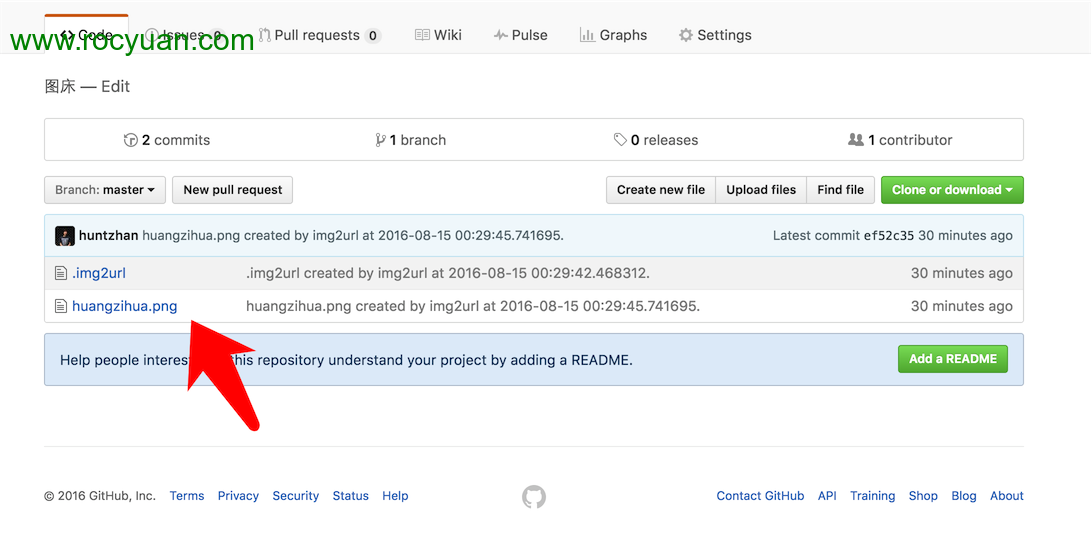 Code Issues 0 Pull requests 0 Wiki Pulse Graphs Settings
www.rocyuan.com
图床 — Edit
2 commits 1 branch 0 releases 1 contributor
Branch: master New pull request Create new file Upload files Find file Clone or download
huntzhan huangzihua.png created by img2url at 2016-08-15 00:29:45.741695. Latest commit ef52c35 30 minutes ago
.img2url .img2url created by img2url at 2016-08-15 00:29:42.468312. 30 minutes ago
huangzihua.png huangzihua.png created by img2url at 2016-08-15 00:29:45.741695. 30 minutes ago
Help people interes this repository understand your project by adding a README. Add a README
© 2016 GitHub, Inc. Terms Privacy Security Status Help Contact GitHub API Training Shop Blog About